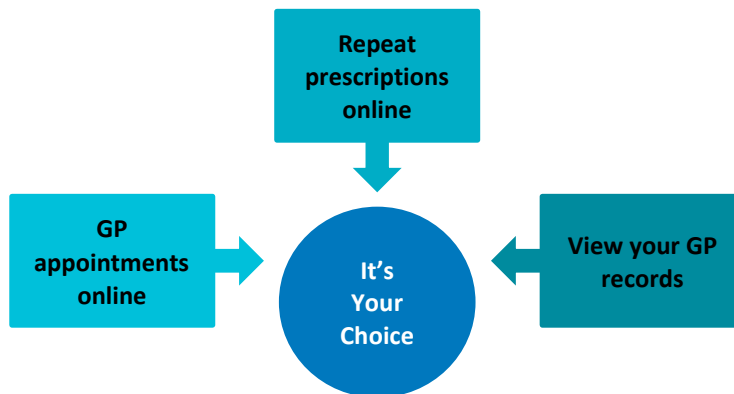 Repeat
prescriptions
online
GP
appointments
online
It’s
Your
Choice
View your GP
records